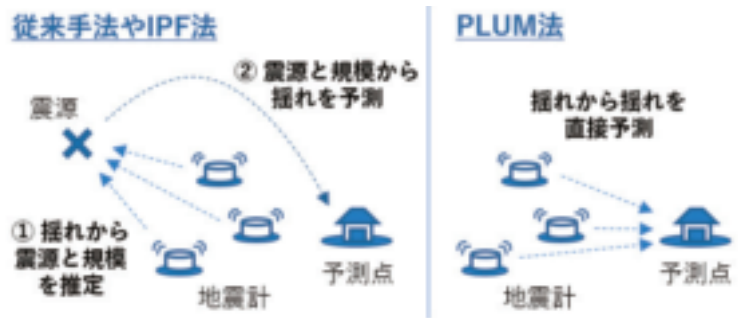 従来手法やIPF法
② 震源と規模から
揺れを予測
震源
① 揺れから
震源と規模
を推定
地震計
予測点
PLUM法
揺れから揺れを
直接予測
地震計
予測点